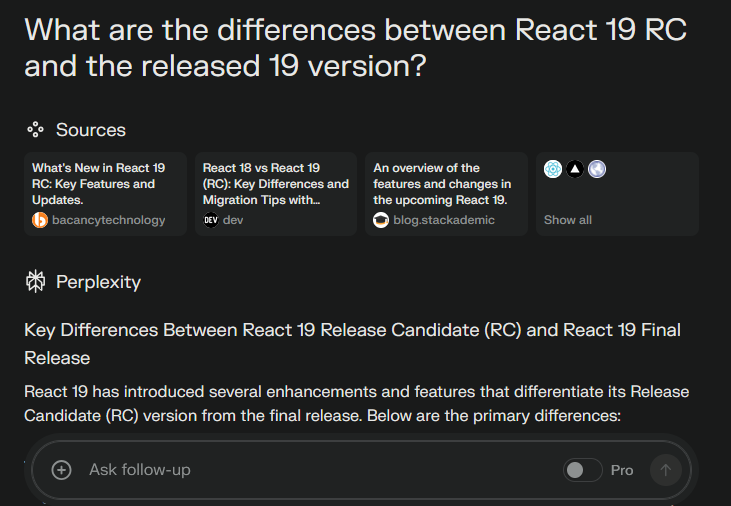 What are the differences between React 19 RC
and the released 19 version?
Sources
What's New in React 19
RC: Key Features and
Updates.
bacancytechnology
React 18 vs React 19
(RC): Key Differences and
Migration Tips with...
DEV dev
An overview of the
features and changes in
the upcoming React 19.
blog.stackademic
Show all
Perplexity
Key Differences Between React 19 Release Candidate (RC) and React 19 Final
Release
React 19 has introduced several enhancements and features that differentiate its Release
Candidate (RC) version from the final release. Below are the primary differences:
Ask follow-up
Pro